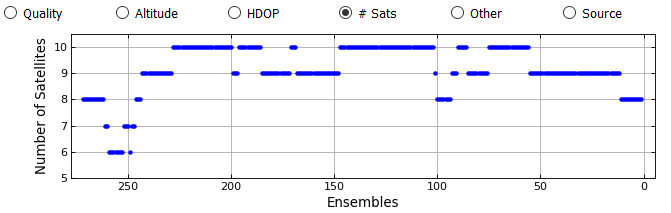 Quality Altitude HDOP # Sats Other Source
10
9
8
7
6
5
Number of Satellites
250 200 150 100 50 0
Ensembles